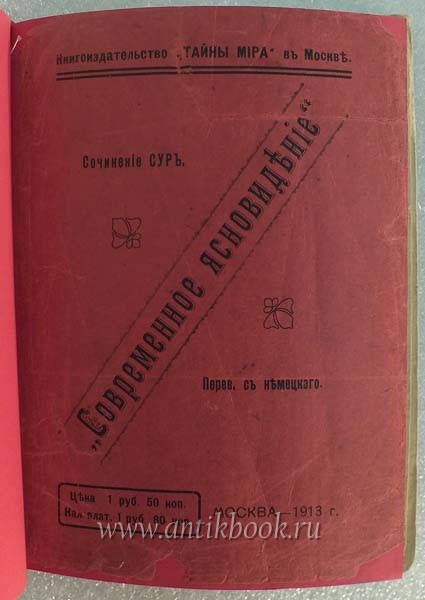 Книгоиздательство „ТАЙНЫ МІРА“ въ Москвѣ.
Сочиненіе СУРЪ.
„Современное ясновидѣніе“
Перев. съ нѣмецкаго.
Цѣна 1 руб. 50 коп.
Нал. плат. 1 руб. 80 коп.
МОСКВА—1913 г.
www.antikbook.ru